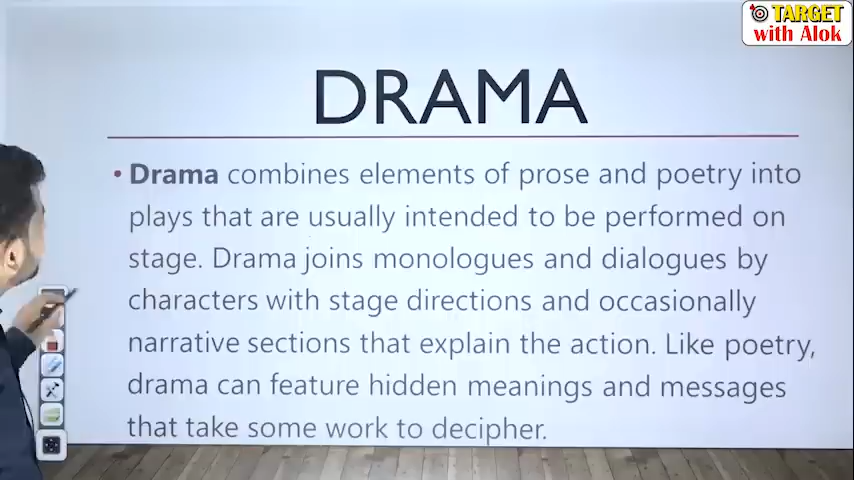 TARGET
with Alok
DRAMA
• Drama combines elements of prose and poetry into
plays that are usually intended to be performed on
stage. Drama joins monologues and dialogues by
characters with stage directions and occasionally
narrative sections that explain the action. Like poetry,
drama can feature hidden meanings and messages
that take some work to decipher.